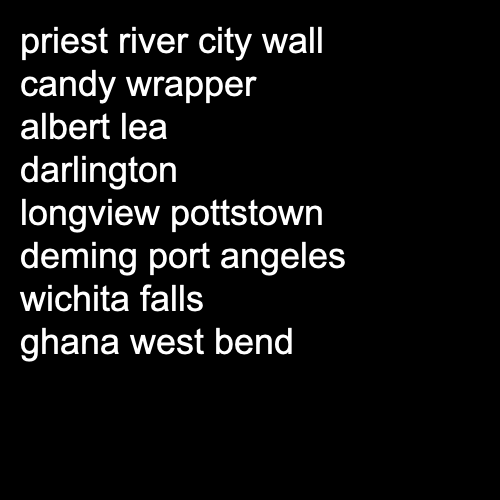 priest river city wall
candy wrapper
albert lea
darlington
longview pottstown
deming port angeles
wichita falls
ghana west bend